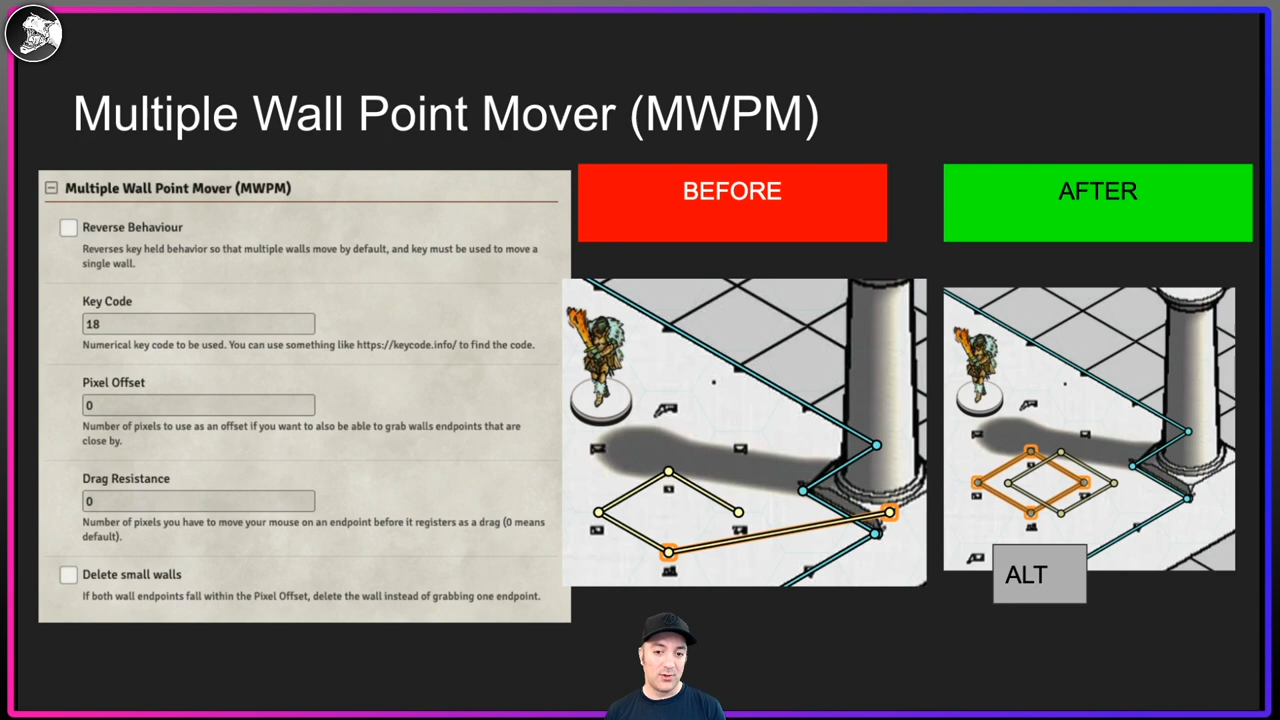 Multiple Wall Point Mover (MWPM)
Multiple Wall Point Mover (MWPM)
Reverse Behaviour
Reverses key held behavior so that multiple walls move by default, and key must be used to move a
single wall.
Key Code
18
Numerical key code to be used. You can use something like https://keycode.info/ to find the code.
Pixel Offset
0
Number of pixels to use as an offset if you want to also be able to grab walls endpoints that are
close by.
Drag Resistance
0
Number of pixels you have to move your mouse on an endpoint before it registers as a drag (0 means
default).
Delete small walls
If both wall endpoints fall within the Pixel Offset, delete the wall instead of grabbing one endpoint.
BEFORE
AFTER
ALT